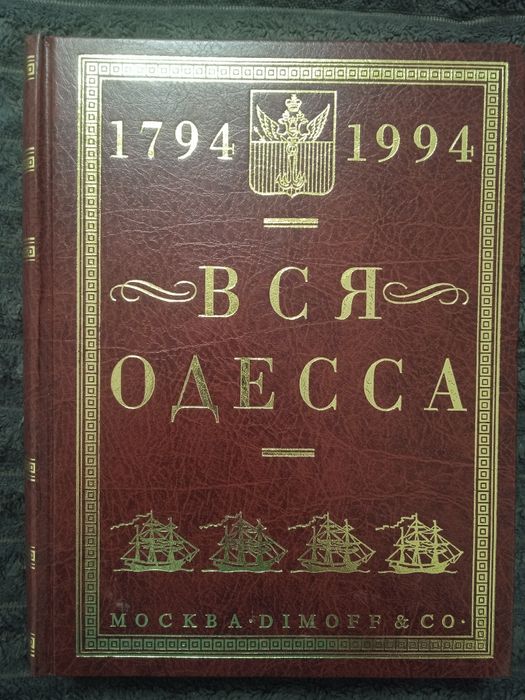 1794 1994
ВСЯ
ОДЕССА
МОСКВА · DIMOFF & CO ·